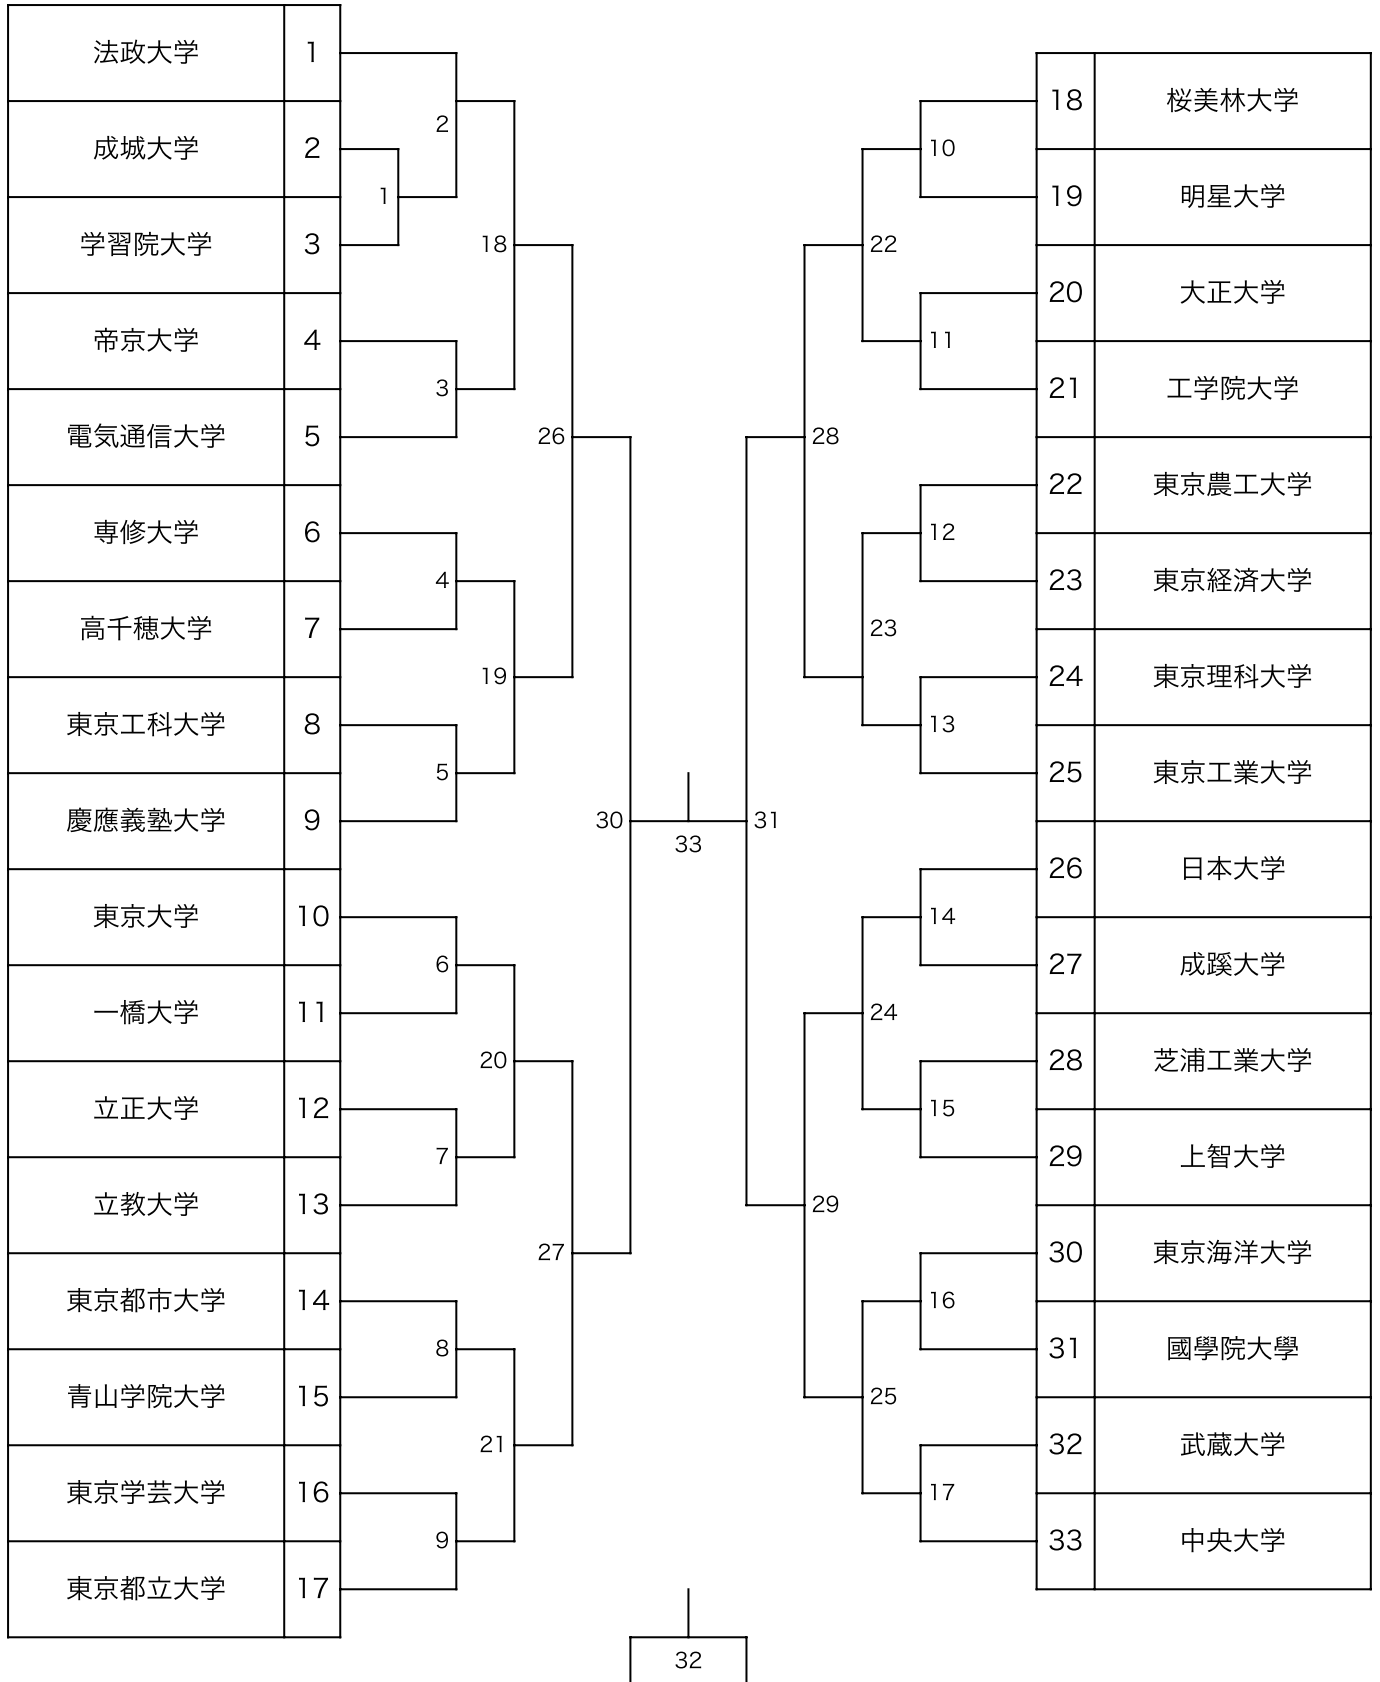 法政大学 1
成城大学 2
学習院大学 3
帝京大学 4
電気通信大学 5
専修大学 6
高千穂大学 7
東京工科大学 8
慶應義塾大学 9
東京大学 10
一橋大学 11
立正大学 12
立教大学 13
東京都市大学 14
青山学院大学 15
東京学芸大学 16
東京都立大学 17
1
2
3
4
5
6
7
8
9
18
19
20
21
26
27
30
33
32
31
28
29
22
23
24
25
10
11
12
13
14
15
16
17
18 桜美林大学
19 明星大学
20 大正大学
21 工学院大学
22 東京農工大学
23 東京経済大学
24 東京理科大学
25 東京工業大学
26 日本大学
27 成蹊大学
28 芝浦工業大学
29 上智大学
30 東京海洋大学
31 國學院大學
32 武蔵大学
33 中央大学